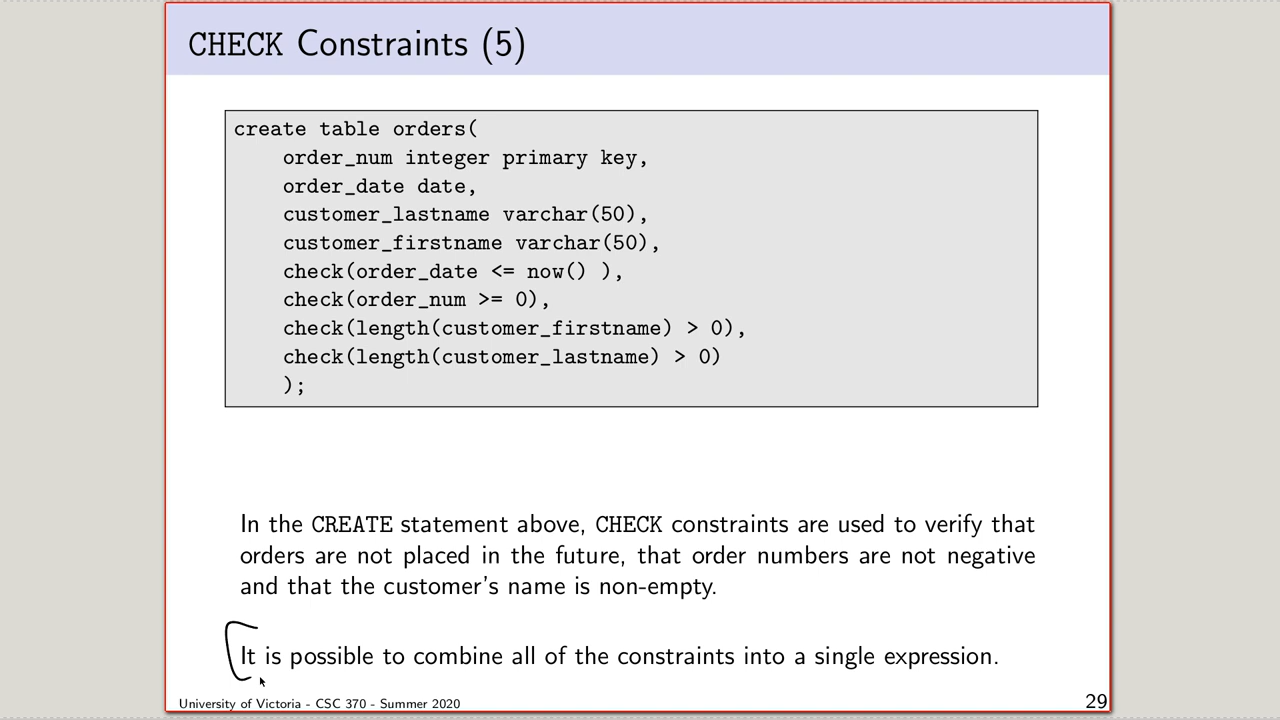 CHECK Constraints (5)
create table orders(
    order_num integer primary key,
    order_date date,
    customer_lastname varchar(50),
    customer_firstname varchar(50),
    check(order_date <= now() ),
    check(order_num >= 0),
    check(length(customer_firstname) > 0),
    check(length(customer_lastname) > 0)
    );
In the CREATE statement above, CHECK constraints are used to verify that
orders are not placed in the future, that order numbers are not negative
and that the customer's name is non-empty.
It is possible to combine all of the constraints into a single expression.
University of Victoria - CSC 370 - Summer 2020
29